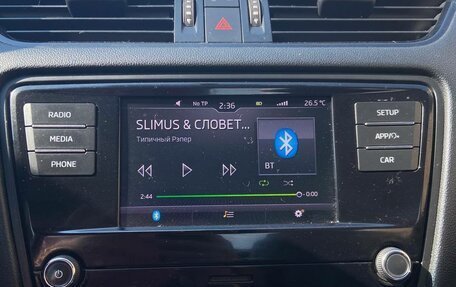 No TP 2:36 26.5°C
RADIO
MEDIA
PHONE
SLIMUS & СЛОВЕТ...
Типичный Рэпер
BT
2:44 -0:00
SETUP
APP/
CAR